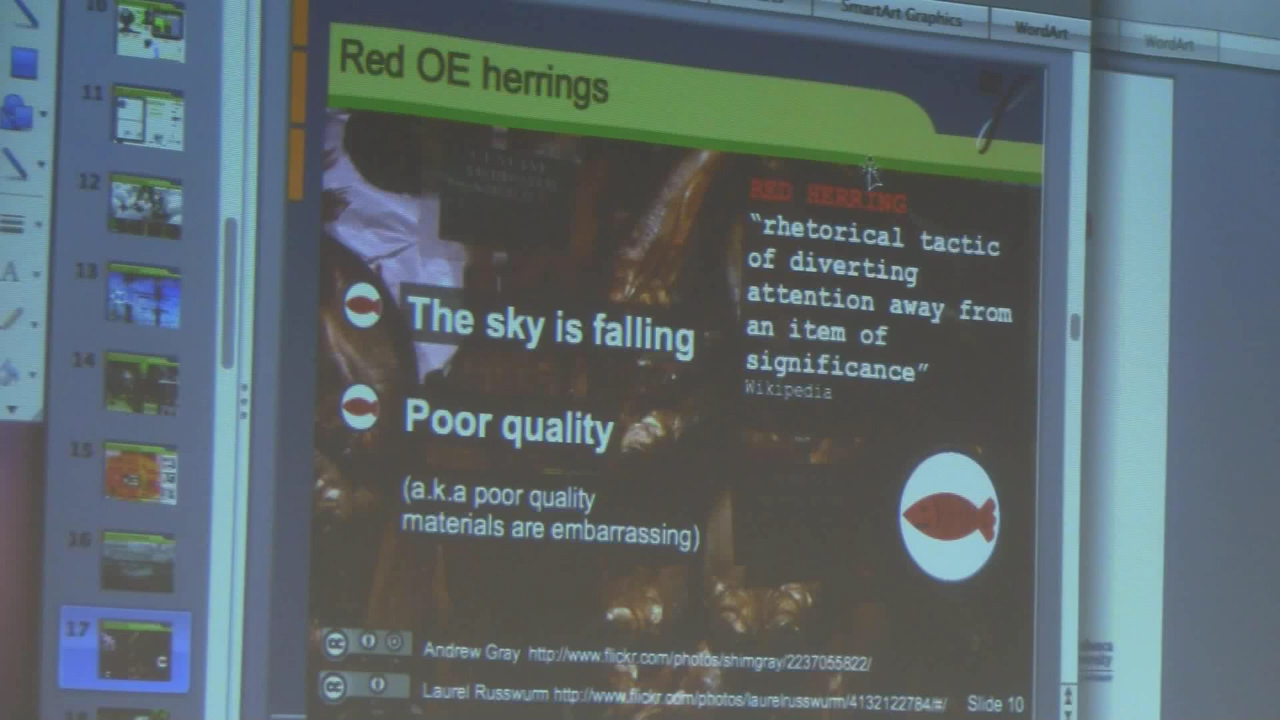 SmartArt Graphics
WordArt
WordArt
10
11
12
13
14
15
16
17
Red OE herrings
RED HERRING
“rhetorical tactic
of diverting
attention away from
an item of
significance”
Wikipedia
The sky is falling
Poor quality
(a.k.a poor quality
materials are embarrassing)
Andrew Gray http://www.flickr.com/photos/shimgray/2237055822/
Laurel Russwurm http://www.flickr.com/photos/laurelrusswurm/4132122784/#/
Slide 10